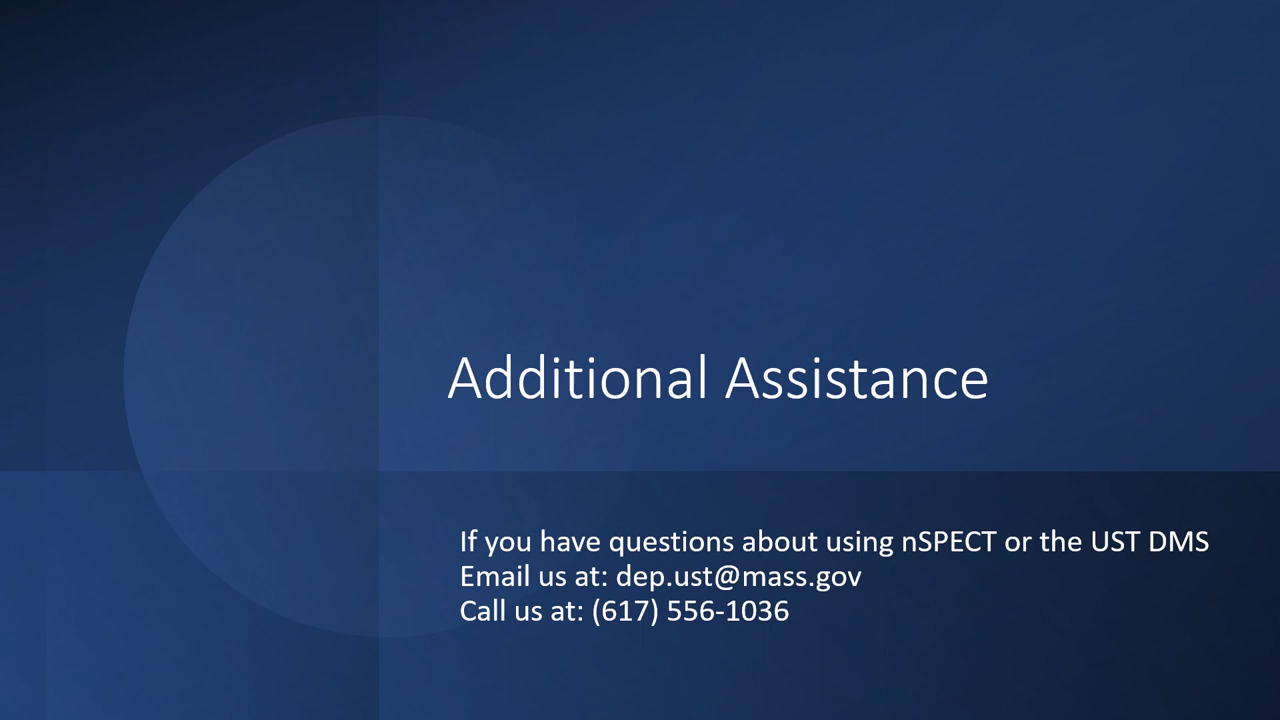 Additional Assistance
If you have questions about using nSPECT or the UST DMS
Email us at: dep.ust@mass.gov
Call us at: (617) 556-1036